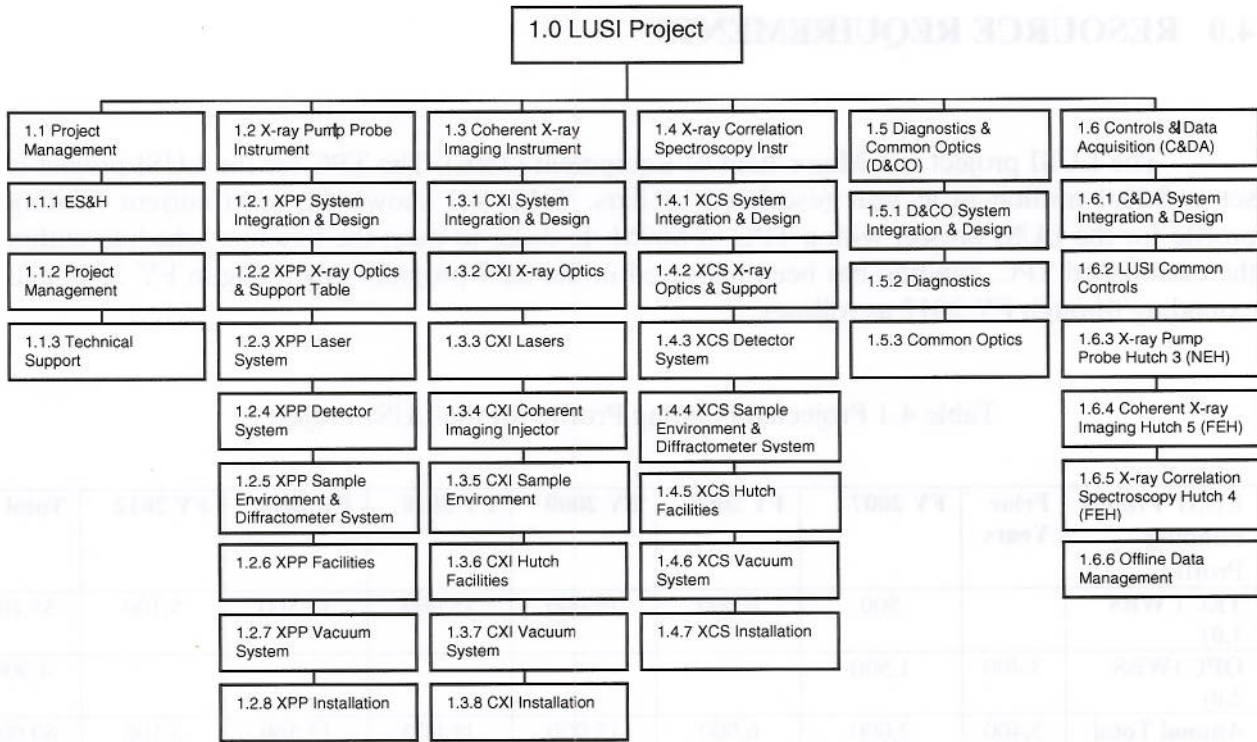 4.0 RESOURCE REQUIREMENTS
1.0 LUSI Project
1.1 Project
Management
1.1.1 ES&H
1.1.2 Project
Management
1.1.3 Technical
Support
1.2 X-ray Pump Probe
Instrument
1.2.1 XPP System
Integration & Design
1.2.2 XPP X-ray Optics
& Support Table
1.2.3 XPP Laser
System
1.2.4 XPP Detector
System
1.2.5 XPP Sample
Environment &
Diffractometer System
1.2.6 XPP Facilities
1.2.7 XPP Vacuum
System
1.2.8 XPP Installation
1.3 Coherent X-ray
Imaging Instrument
1.3.1 CXI System
Integration & Design
1.3.2 CXI X-ray Optics
1.3.3 CXI Lasers
1.3.4 CXI Coherent
Imaging Injector
1.3.5 CXI Sample
Environment
1.3.6 CXI Hutch
Facilities
1.3.7 CXI Vacuum
System
1.3.8 CXI Installation
1.4 X-ray Correlation
Spectroscopy Instr
1.4.1 XCS System
Integration & Design
1.4.2 XCS X-ray
Optics & Support
1.4.3 XCS Detector
System
1.4.4 XCS Sample
Environment &
Diffractometer System
1.4.5 XCS Hutch
Facilities
1.4.6 XCS Vacuum
System
1.4.7 XCS Installation
1.5 Diagnostics &
Common Optics
(D&CO)
1.5.1 D&CO System
Integration & Design
1.5.2 Diagnostics
1.5.3 Common Optics
1.6 Controls & Data
Acquisition (C&DA)
1.6.1 C&DA System
Integration & Design
1.6.2 LUSI Common
Controls
1.6.3 X-ray Pump
Probe Hutch 3 (NEH)
1.6.4 Coherent X-ray
Imaging Hutch 5 (FEH)
1.6.5 X-ray Correlation
Spectroscopy Hutch 4
(FEH)
1.6.6 Offline Data
Management
Table 4-1